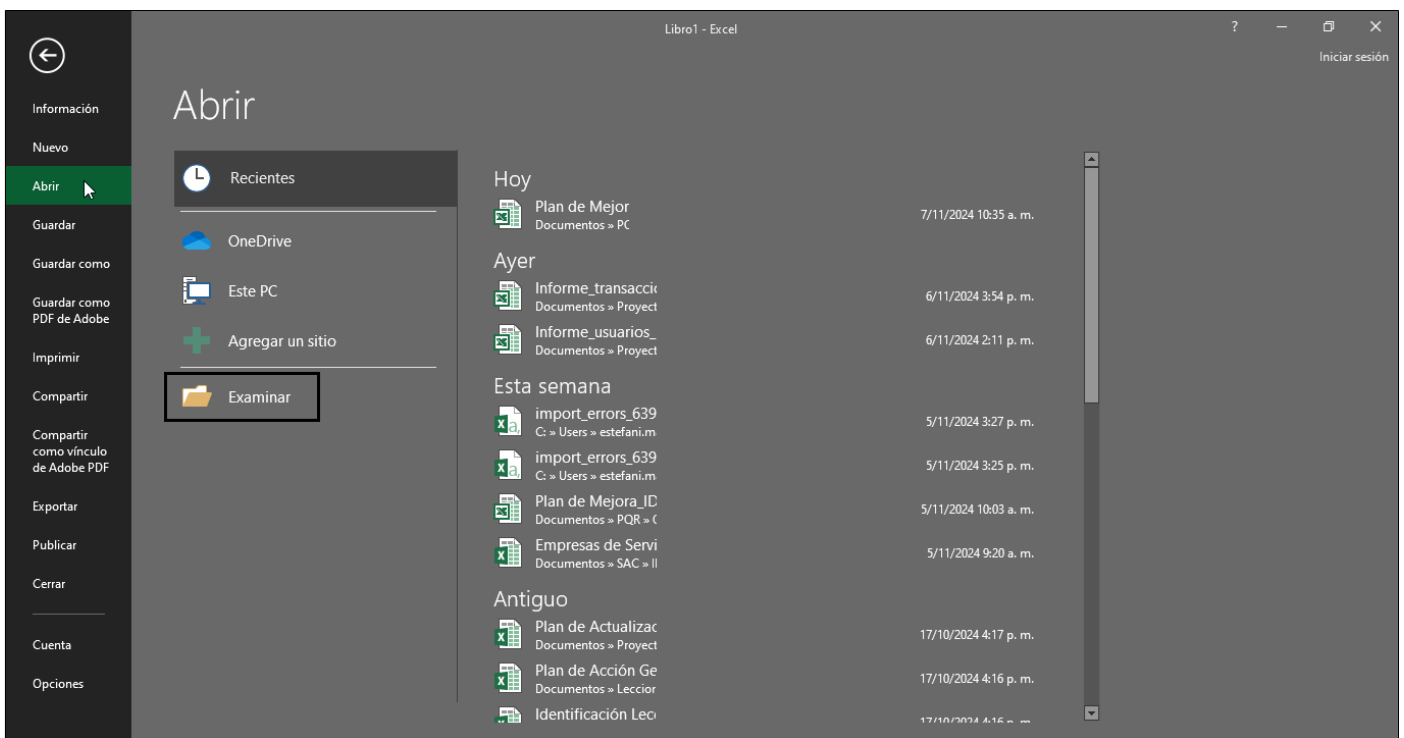 Libro1 - Excel
?
Iniciar sesión
Información
Nuevo
Abrir
Guardar
Guardar como
Guardar como
PDF de Adobe
Imprimir
Compartir
Compartir
como vínculo
de Adobe PDF
Exportar
Publicar
Cerrar
Cuenta
Opciones
Abrir
Recientes
OneDrive
Este PC
Agregar un sitio
Examinar
Hoy
Plan de Mejor
7/11/2024 10:35 a. m.
Documentos » PC
Ayer
Informe_transacci
6/11/2024 3:54 p. m.
Documentos » Proyect
Informe_usuarios_
6/11/2024 2:11 p. m.
Documentos » Proyect
Esta semana
import_errors_639
5/11/2024 3:27 p. m.
C: » Users » estefani.m
import_errors_639
5/11/2024 3:25 p. m.
C: » Users » estefani.m
Plan de Mejora_ID
5/11/2024 10:03 a. m.
Documentos » PQR »
Empresas de Servi
5/11/2024 9:20 a. m.
Documentos » SAC »
Antiguo
Plan de Actualizac
17/10/2024 4:17 p. m.
Documentos » Proyect
Plan de Acción Ge
17/10/2024 4:16 p. m.
Documentos » Leccior
Identificación Lec
17/10/2024 4:16 p. m.